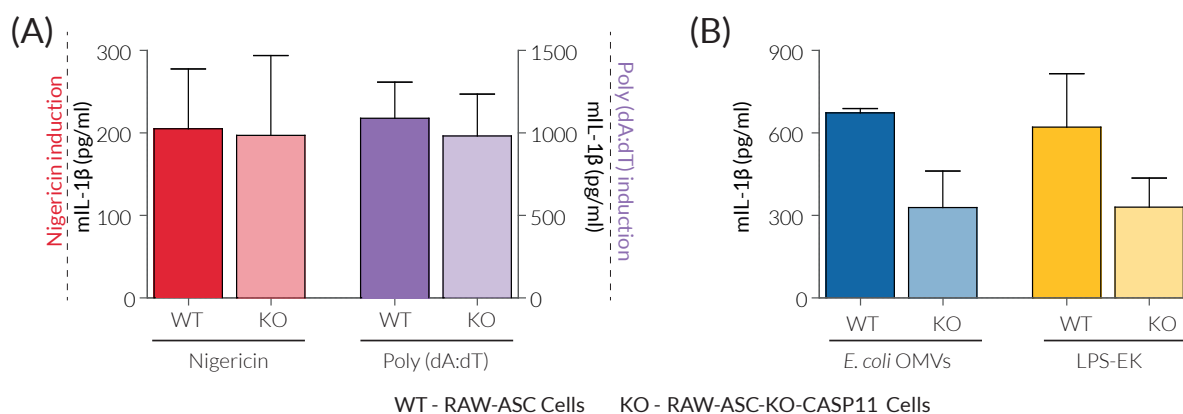 (A)
Nigericin induction
mIL-1β (pg/ml)
300
200
100
0
WT
KO
Nigericin
WT
KO
Poly (dA:dT)
1500
1000
500
0
mIL-1β (pg/ml)
Poly (dA:dT) induction
(B)
mIL-1β (pg/ml)
900
600
300
0
WT
KO
E. coli OMVs
WT
KO
LPS-EK
WT - RAW-ASC Cells KO - RAW-ASC-KO-CASP11 Cells